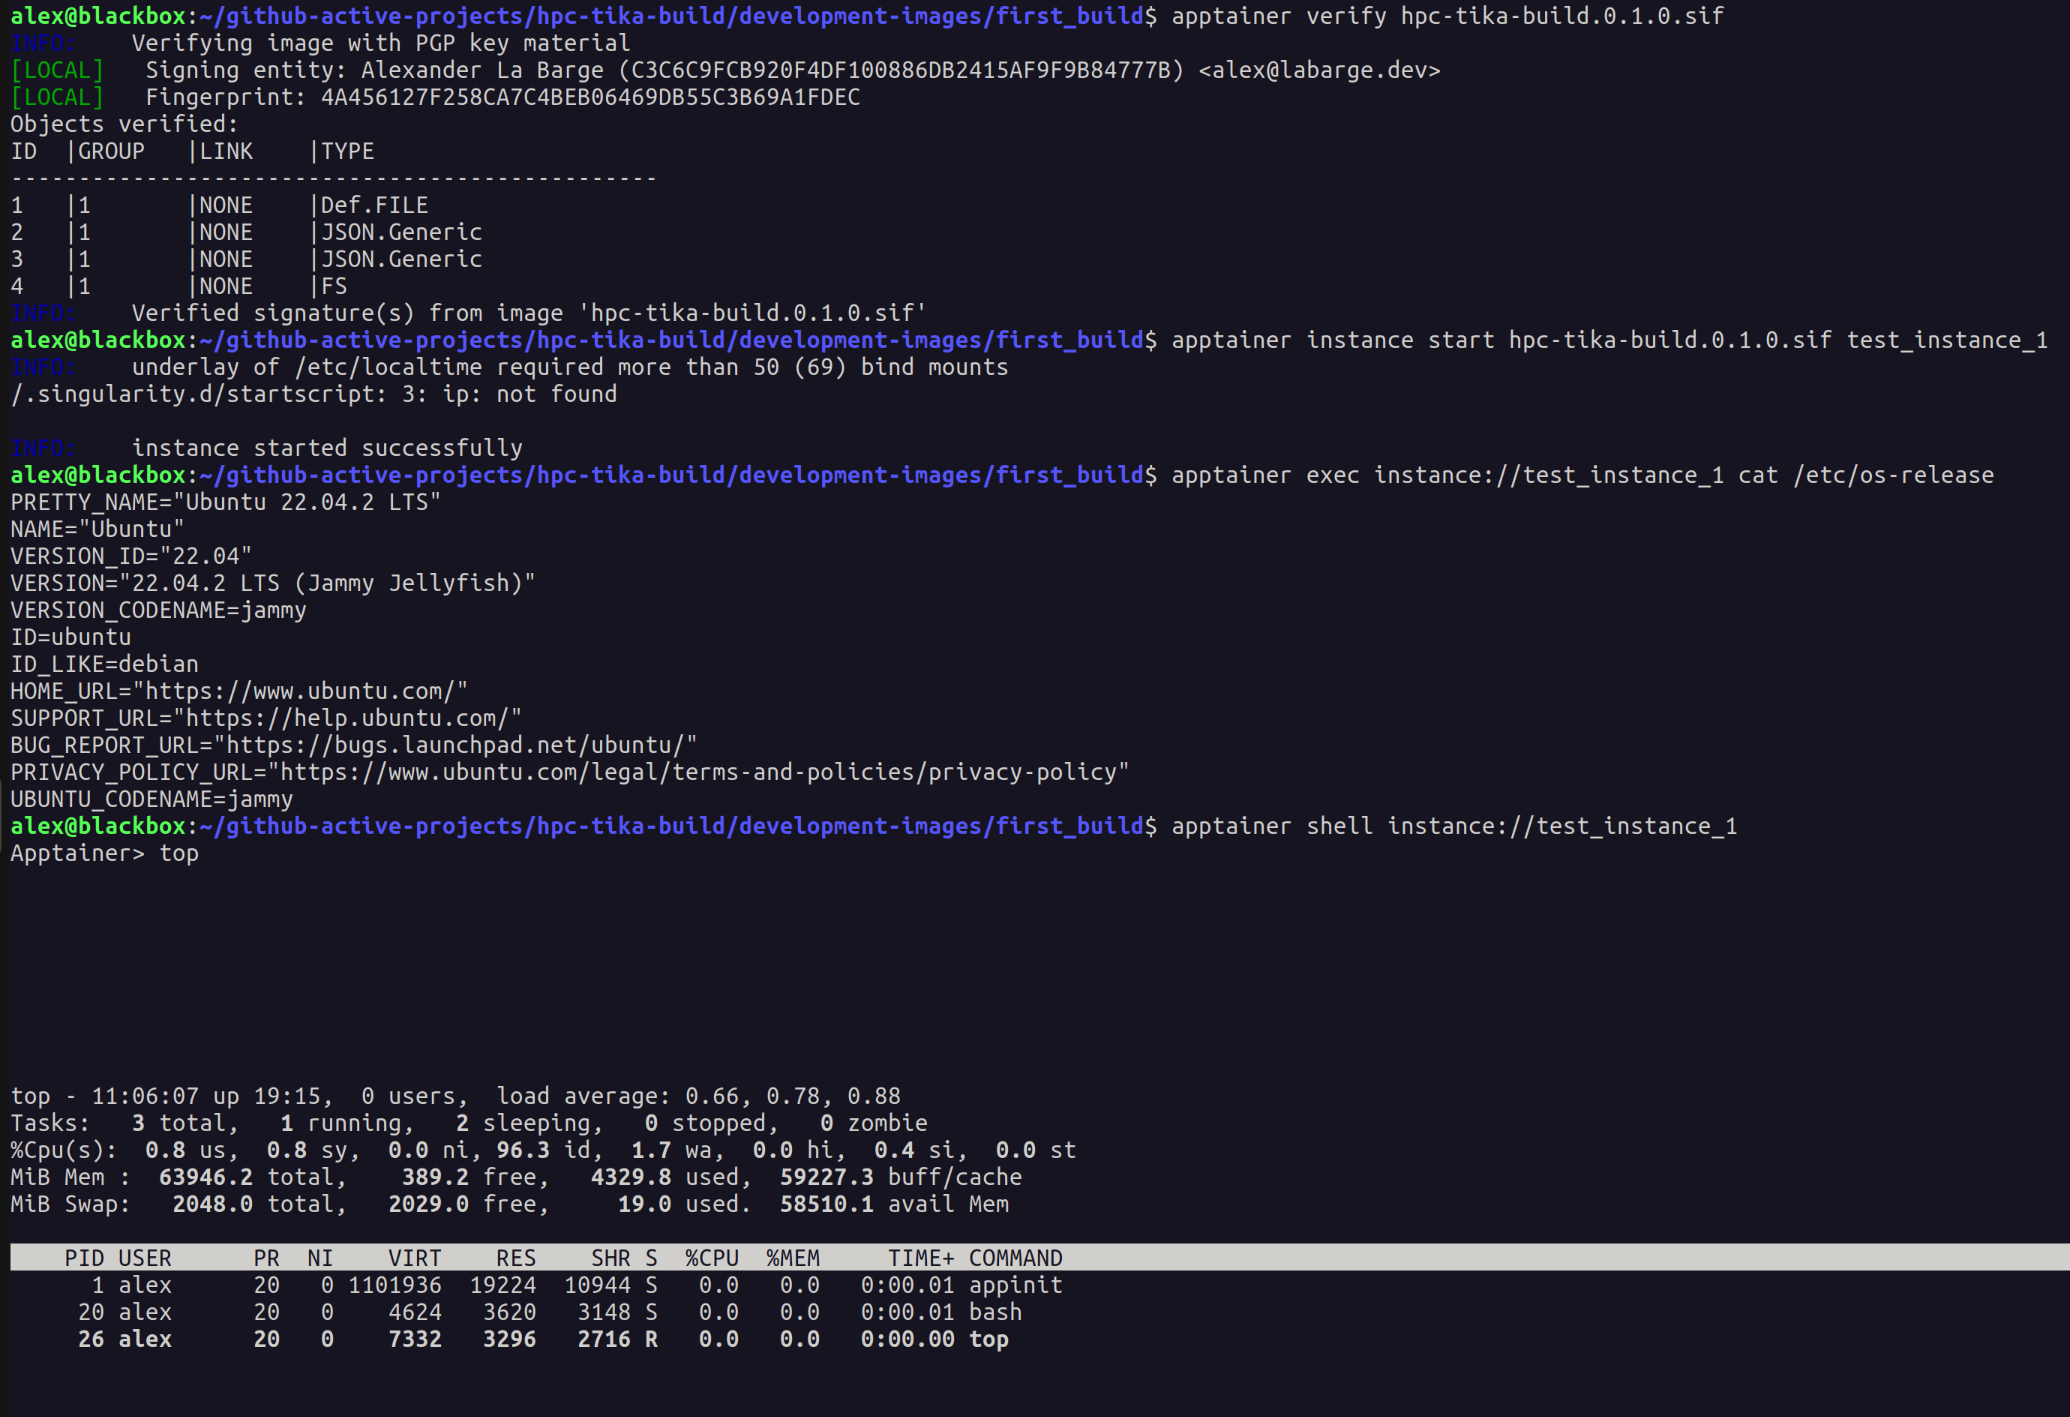 alex@blackbox:~/github-active-projects/hpc-tika-build/development-images/first_build$ apptainer verify hpc-tika-build.0.1.0.sif
INFO:    Verifying image with PGP key material
[LOCAL]   Signing entity: Alexander La Barge (C3C6C9FCB920F4DF100886DB2415AF9F9B84777B) <alex@labarge.dev>
[LOCAL]   Fingerprint: 4A456127F258CA7C4BEB06469DB55C3B69A1FDEC
Objects verified:
ID  |GROUP   |LINK    |TYPE
------------------------------------------------
1   |1       |NONE    |Def.FILE
2   |1       |NONE    |JSON.Generic
3   |1       |NONE    |JSON.Generic
4   |1       |NONE    |FS
INFO:    Verified signature(s) from image 'hpc-tika-build.0.1.0.sif'
alex@blackbox:~/github-active-projects/hpc-tika-build/development-images/first_build$ apptainer instance start hpc-tika-build.0.1.0.sif test_instance_1
INFO:    underlay of /etc/localtime required more than 50 (69) bind mounts
/.singularity.d/startscript: 3: ip: not found
INFO:    instance started successfully
alex@blackbox:~/github-active-projects/hpc-tika-build/development-images/first_build$ apptainer exec instance://test_instance_1 cat /etc/os-release
PRETTY_NAME="Ubuntu 22.04.2 LTS"
NAME="Ubuntu"
VERSION_ID="22.04"
VERSION="22.04.2 LTS (Jammy Jellyfish)"
VERSION_CODENAME=jammy
ID=ubuntu
ID_LIKE=debian
HOME_URL="https://www.ubuntu.com/"
SUPPORT_URL="https://help.ubuntu.com/"
BUG_REPORT_URL="https://bugs.launchpad.net/ubuntu/"
PRIVACY_POLICY_URL="https://www.ubuntu.com/legal/terms-and-policies/privacy-policy"
UBUNTU_CODENAME=jammy
alex@blackbox:~/github-active-projects/hpc-tika-build/development-images/first_build$ apptainer shell instance://test_instance_1
Apptainer> top
top - 11:06:07 up 19:15,  0 users,  load average: 0.66, 0.78, 0.88
Tasks:   3 total,   1 running,   2 sleeping,   0 stopped,   0 zombie
%Cpu(s):  0.8 us,  0.8 sy,  0.0 ni, 96.3 id,  1.7 wa,  0.0 hi,  0.4 si,  0.0 st
MiB Mem :  63946.2 total,    389.2 free,   4329.8 used,  59227.3 buff/cache
MiB Swap:   2048.0 total,   2029.0 free,     19.0 used.  58510.1 avail Mem
    PID USER      PR  NI    VIRT    RES    SHR S  %CPU  %MEM     TIME+ COMMAND
      1 alex      20   0 1101936  19224  10944 S   0.0   0.0   0:00.01 appinit
     20 alex      20   0    4624   3620   3148 S   0.0   0.0   0:00.01 bash
     26 alex      20   0    7332   3296   2716 R   0.0   0.0   0:00.00 top